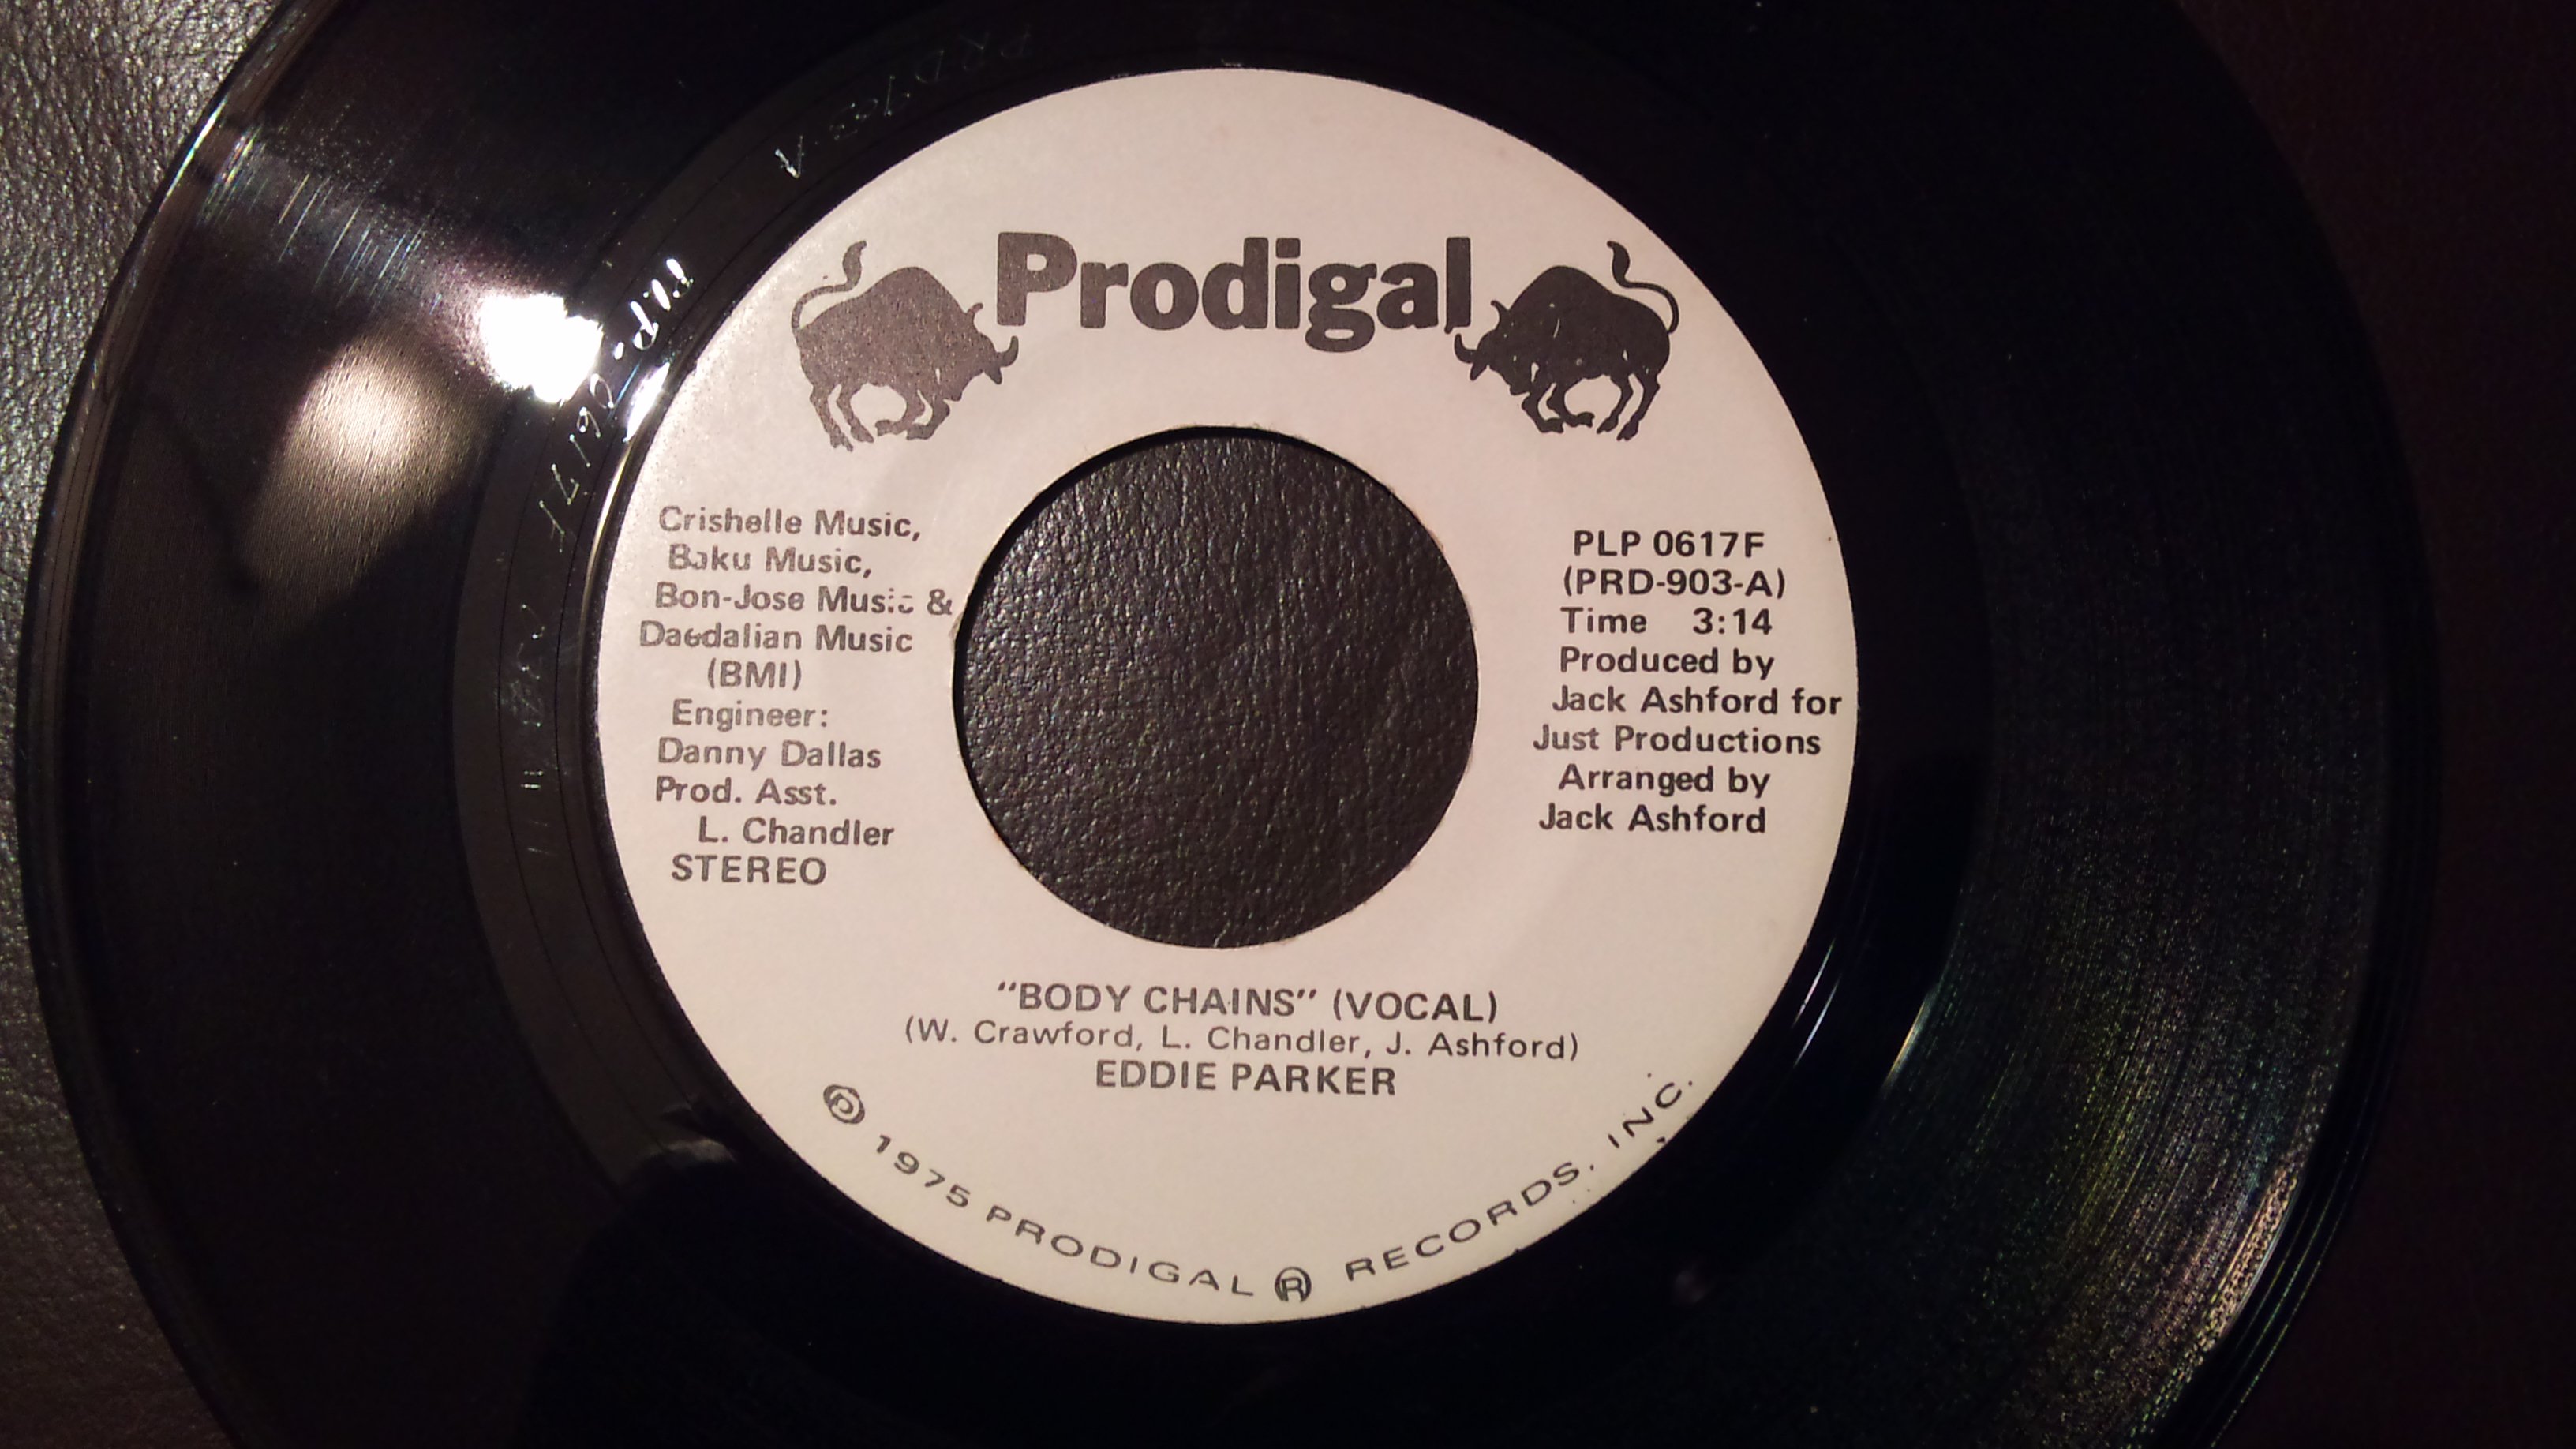 Prodigal
Crishelle Music,
Baku Music,
Bon-Jose Music &
Daedalian Music
(BMI)
Engineer:
Danny Dallas
Prod. Asst.
L. Chandler
STEREO
PLP 0617F
(PRD-903-A)
Time 3:14
Produced by
Jack Ashford for
Just Productions
Arranged by
Jack Ashford
"BODY CHAINS" (VOCAL)
(W. Crawford, L. Chandler, J. Ashford)
EDDIE PARKER
℗ 1975 PRODIGAL ® RECORDS, INC.
PLP-0617F